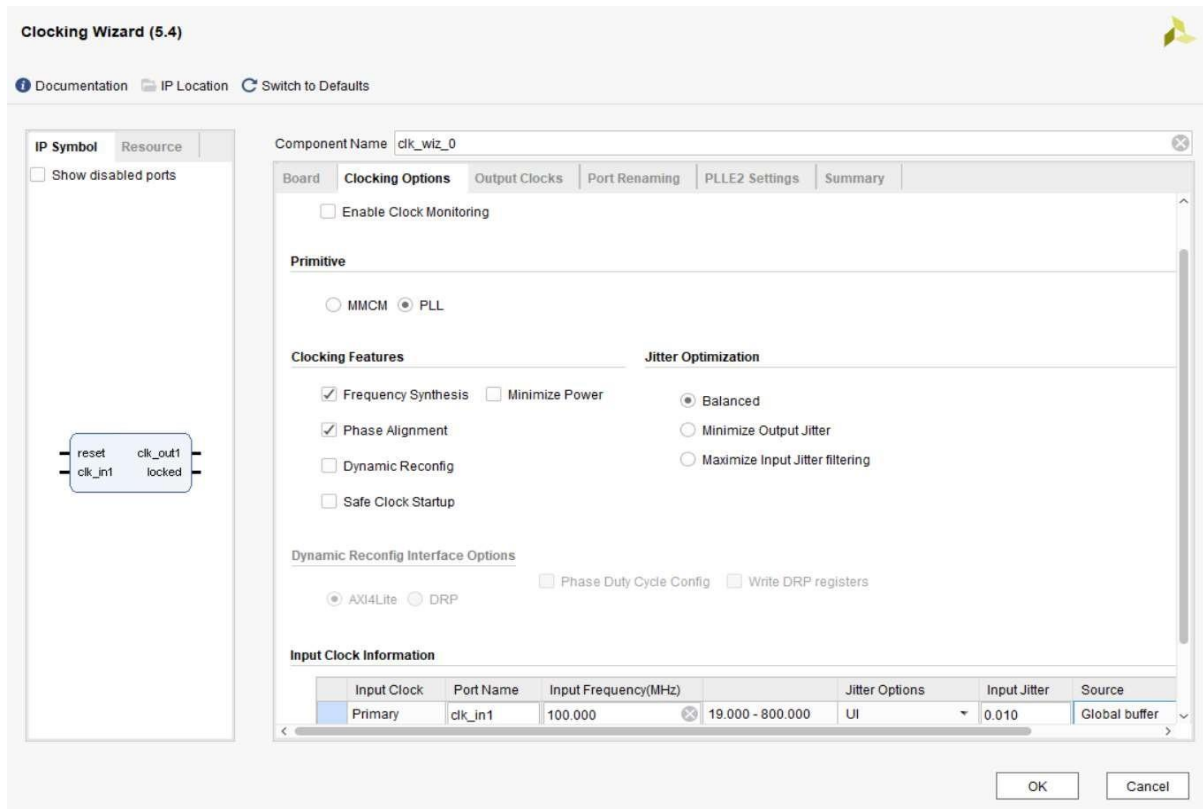 Clocking Wizard (5.4)
Documentation IP Location Switch to Defaults
IP Symbol Resource
Show disabled ports
reset clk_out1
clk_in1 locked
Component Name clk_wiz_0
Board Clocking Options Output Clocks Port Renaming PLLE2 Settings Summary
Enable Clock Monitoring
Primitive
MMCM PLL
Clocking Features Jitter Optimization
Frequency Synthesis Minimize Power Balanced
Phase Alignment Minimize Output Jitter
Dynamic Reconfig Maximize Input Jitter filtering
Safe Clock Startup
Dynamic Reconfig Interface Options
Phase Duty Cycle Config Write DRP registers
AXI4Lite DRP
Input Clock Information
Input Clock Port Name Input Frequency(MHz) Jitter Options Input Jitter Source
Primary clk_in1 100.000 19.000 - 800.000 UI 0.010 Global buffer
OK Cancel